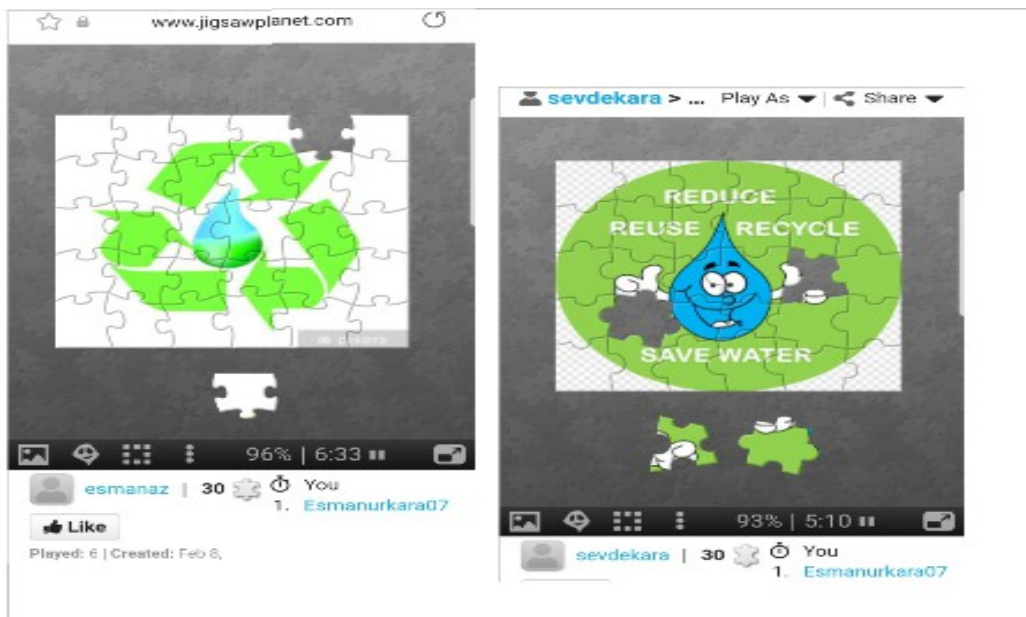 www.jigsawplanet.com
96% | 6:33
esmanaz | 30 You
1. Esmanurkara07
Like
Played: 6 | Created: Feb 8,
sevdekara > ... Play As | Share
REDUCE
REUSE RECYCLE
SAVE WATER
93% | 5:10
sevdekara | 30 You
1. Esmanurkara07